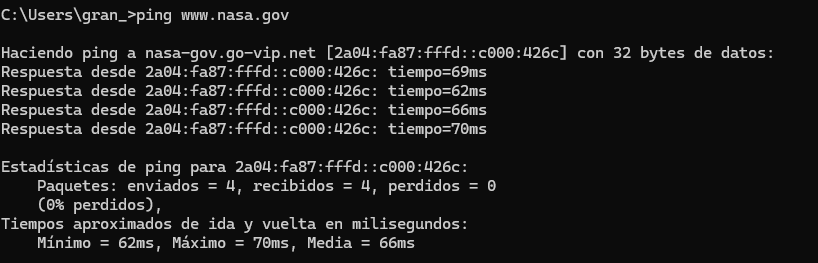 C:\Users\gran_>ping www.nasa.gov
Haciendo ping a nasa-gov.go-vip.net [2a04:fa87:fffd::c000:426c] con 32 bytes de datos:
Respuesta desde 2a04:fa87:fffd::c000:426c: tiempo=69ms
Respuesta desde 2a04:fa87:fffd::c000:426c: tiempo=62ms
Respuesta desde 2a04:fa87:fffd::c000:426c: tiempo=66ms
Respuesta desde 2a04:fa87:fffd::c000:426c: tiempo=70ms
Estadísticas de ping para 2a04:fa87:fffd::c000:426c:
Paquetes: enviados = 4, recibidos = 4, perdidos = 0
(0% perdidos),
Tiempos aproximados de ida y vuelta en milisegundos:
Mínimo = 62ms, Máximo = 70ms, Media = 66ms